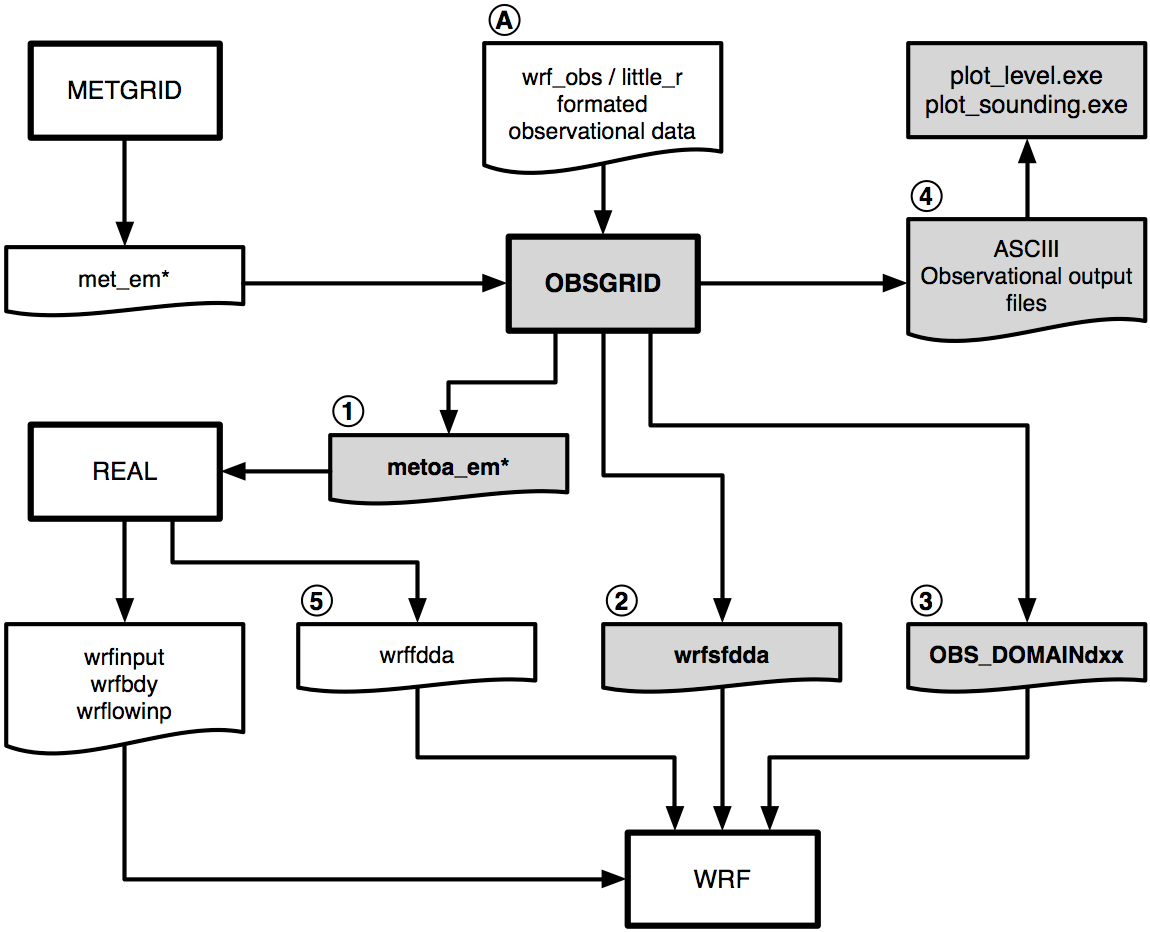 A
METGRID
wrf_obs / little_r
formated
observational data
plot_level.exe
plot_sounding.exe
4
met_em*
OBSGRID
ASCIII
Observational output
files
1
REAL
metoa_em*
5
2
3
wrfinput
wrfbdy
wrflowinp
wrffdda
wrfsfdda
OBS_DOMAINdxx
WRF